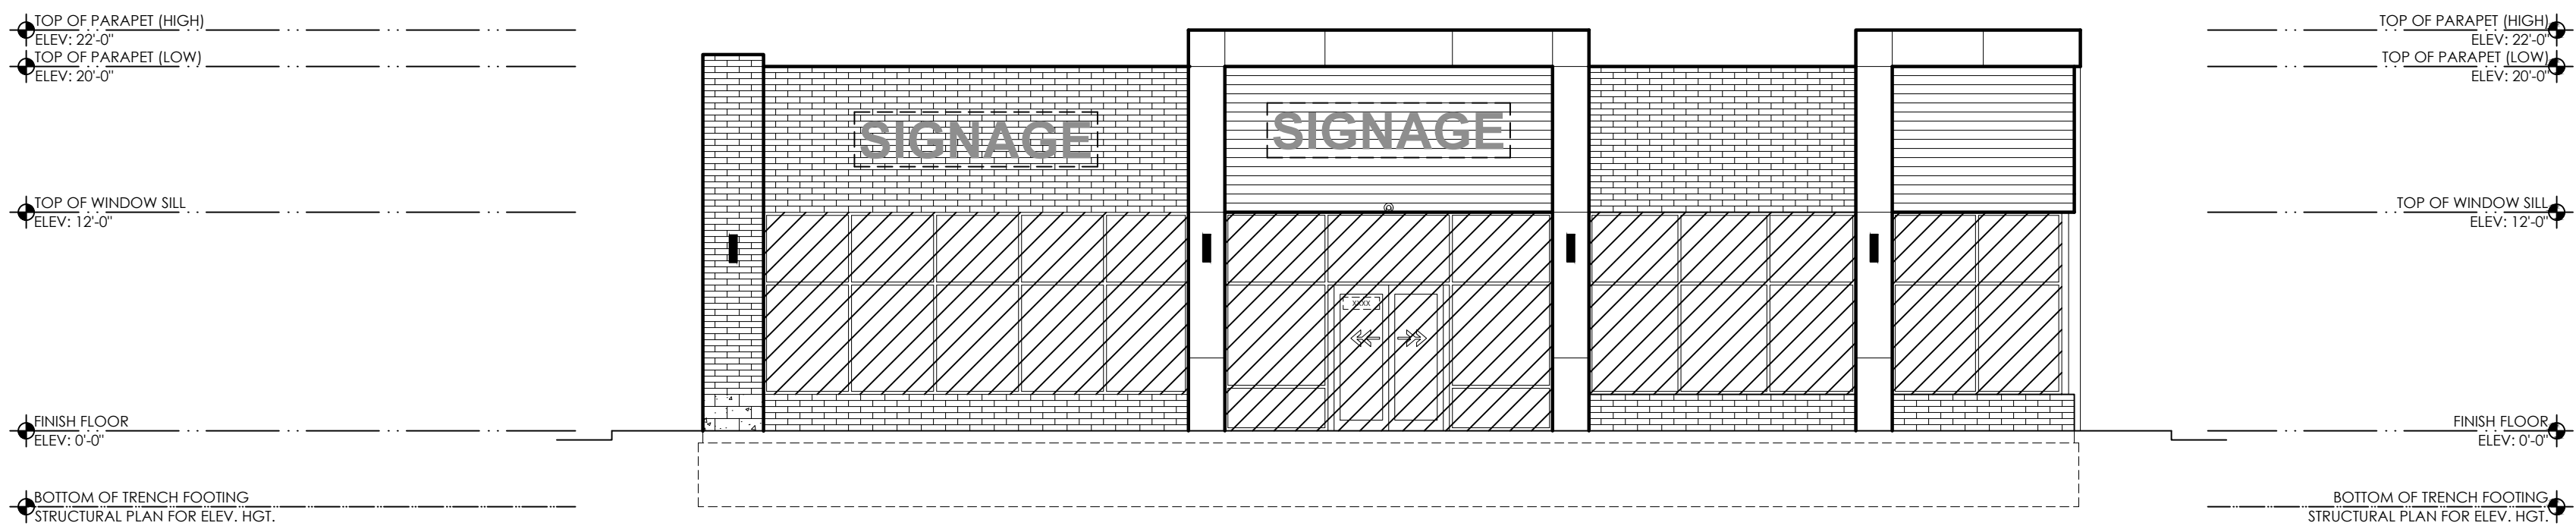 TOP OF PARAPET (HIGH)
ELEV: 22'-0"
TOP OF PARAPET (LOW)
ELEV: 20'-0"
TOP OF WINDOW SILL
ELEV: 12'-0"
FINISH FLOOR
ELEV: 0'-0"
BOTTOM OF TRENCH FOOTING
STRUCTURAL PLAN FOR ELEV. HGT.
SIGNAGE
SIGNAGE
XXXX
TOP OF PARAPET (HIGH)
ELEV: 22'-0"
TOP OF PARAPET (LOW)
ELEV: 20'-0"
TOP OF WINDOW SILL
ELEV: 12'-0"
FINISH FLOOR
ELEV: 0'-0"
BOTTOM OF TRENCH FOOTING
STRUCTURAL PLAN FOR ELEV. HGT.